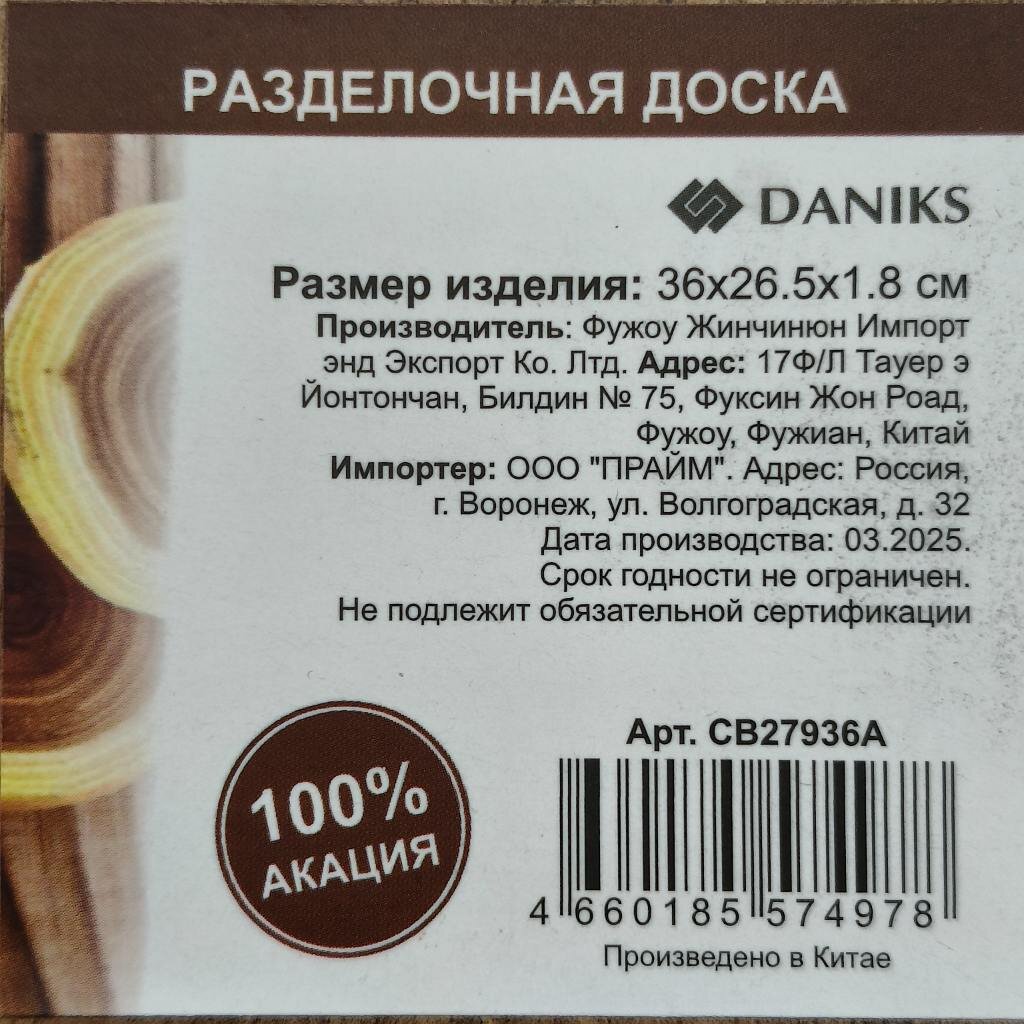 РАЗДЕЛОЧНАЯ ДОСКА
DANIKS
Размер изделия: 36x26.5x1.8 см
Производитель: Фужоу Жинчинюн Импорт
энд Экспорт Ко. Лтд. Адрес: 17Ф/Л Тауер э
Йонтончан, Билдин № 75, Фуксин Жон Роад,
Фужоу, Фужиан, Китай
Импортер: ООО "ПРАЙМ". Адрес: Россия,
г. Воронеж, ул. Волгоградская, д. 32
Дата производства: 03.2025.
Срок годности не ограничен.
Не подлежит обязательной сертификации
100%
АКАЦИЯ
Арт. CB27936A
4 660185 574978
Произведено в Китае